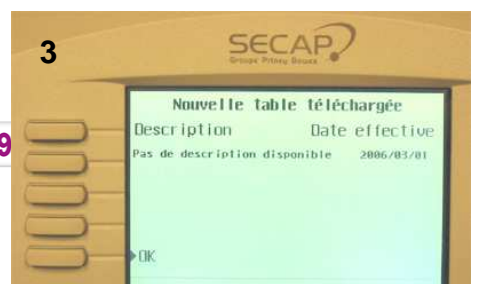 3
SECAP
Groupe Pitney Bowes
9
Nouvelle table téléchargée
Description Date effective
Pas de description disponible 2006/03/01
OK